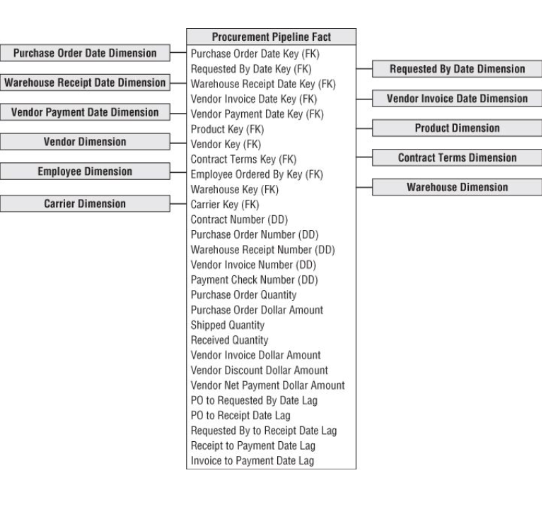 Procurement Pipeline Fact
Purchase Order Date Key (FK)
Requested By Date Key (FK)
Warehouse Receipt Date Key (FK)
Vendor Invoice Date Key (FK)
Vendor Payment Date Key (FK)
Product Key (FK)
Vendor Key (FK)
Contract Terms Key (FK)
Employee Ordered By Key (FK)
Warehouse Key (FK)
Carrier Key (FK)
Contract Number (DD)
Purchase Order Number (DD)
Warehouse Receipt Number (DD)
Vendor Invoice Number (DD)
Payment Check Number (DD)
Purchase Order Quantity
Purchase Order Dollar Amount
Shipped Quantity
Received Quantity
Vendor Invoice Dollar Amount
Vendor Discount Dollar Amount
Vendor Net Payment Dollar Amount
PO to Requested By Date Lag
PO to Receipt Date Lag
Requested By to Receipt Date Lag
Receipt to Payment Date Lag
Invoice to Payment Date Lag
Purchase Order Date Dimension
Warehouse Receipt Date Dimension
Vendor Payment Date Dimension
Vendor Dimension
Employee Dimension
Carrier Dimension
Requested By Date Dimension
Vendor Invoice Date Dimension
Product Dimension
Contract Terms Dimension
Warehouse Dimension